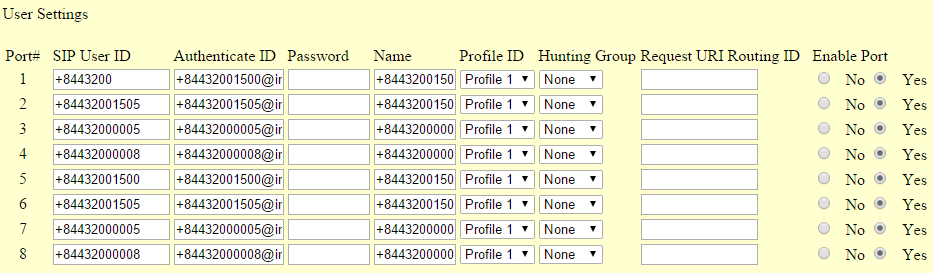 User Settings
Port# SIP User ID Authenticate ID Password Name Profile ID Hunting Group Request URI Routing ID Enable Port
1 +8443200 +84432001500@ir +8443200150 Profile 1 None No Yes
2 +84432001505 +84432001505@ir +8443200150 Profile 1 None No Yes
3 +84432000005 +84432000005@ir +8443200000 Profile 1 None No Yes
4 +84432000008 +84432000008@ir +8443200000 Profile 1 None No Yes
5 +84432001500 +84432001500@ir +8443200150 Profile 1 None No Yes
6 +84432001505 +84432001505@ir +8443200150 Profile 1 None No Yes
7 +84432000005 +84432000005@ir +8443200000 Profile 1 None No Yes
8 +84432000008 +84432000008@ir +8443200000 Profile 1 None No Yes